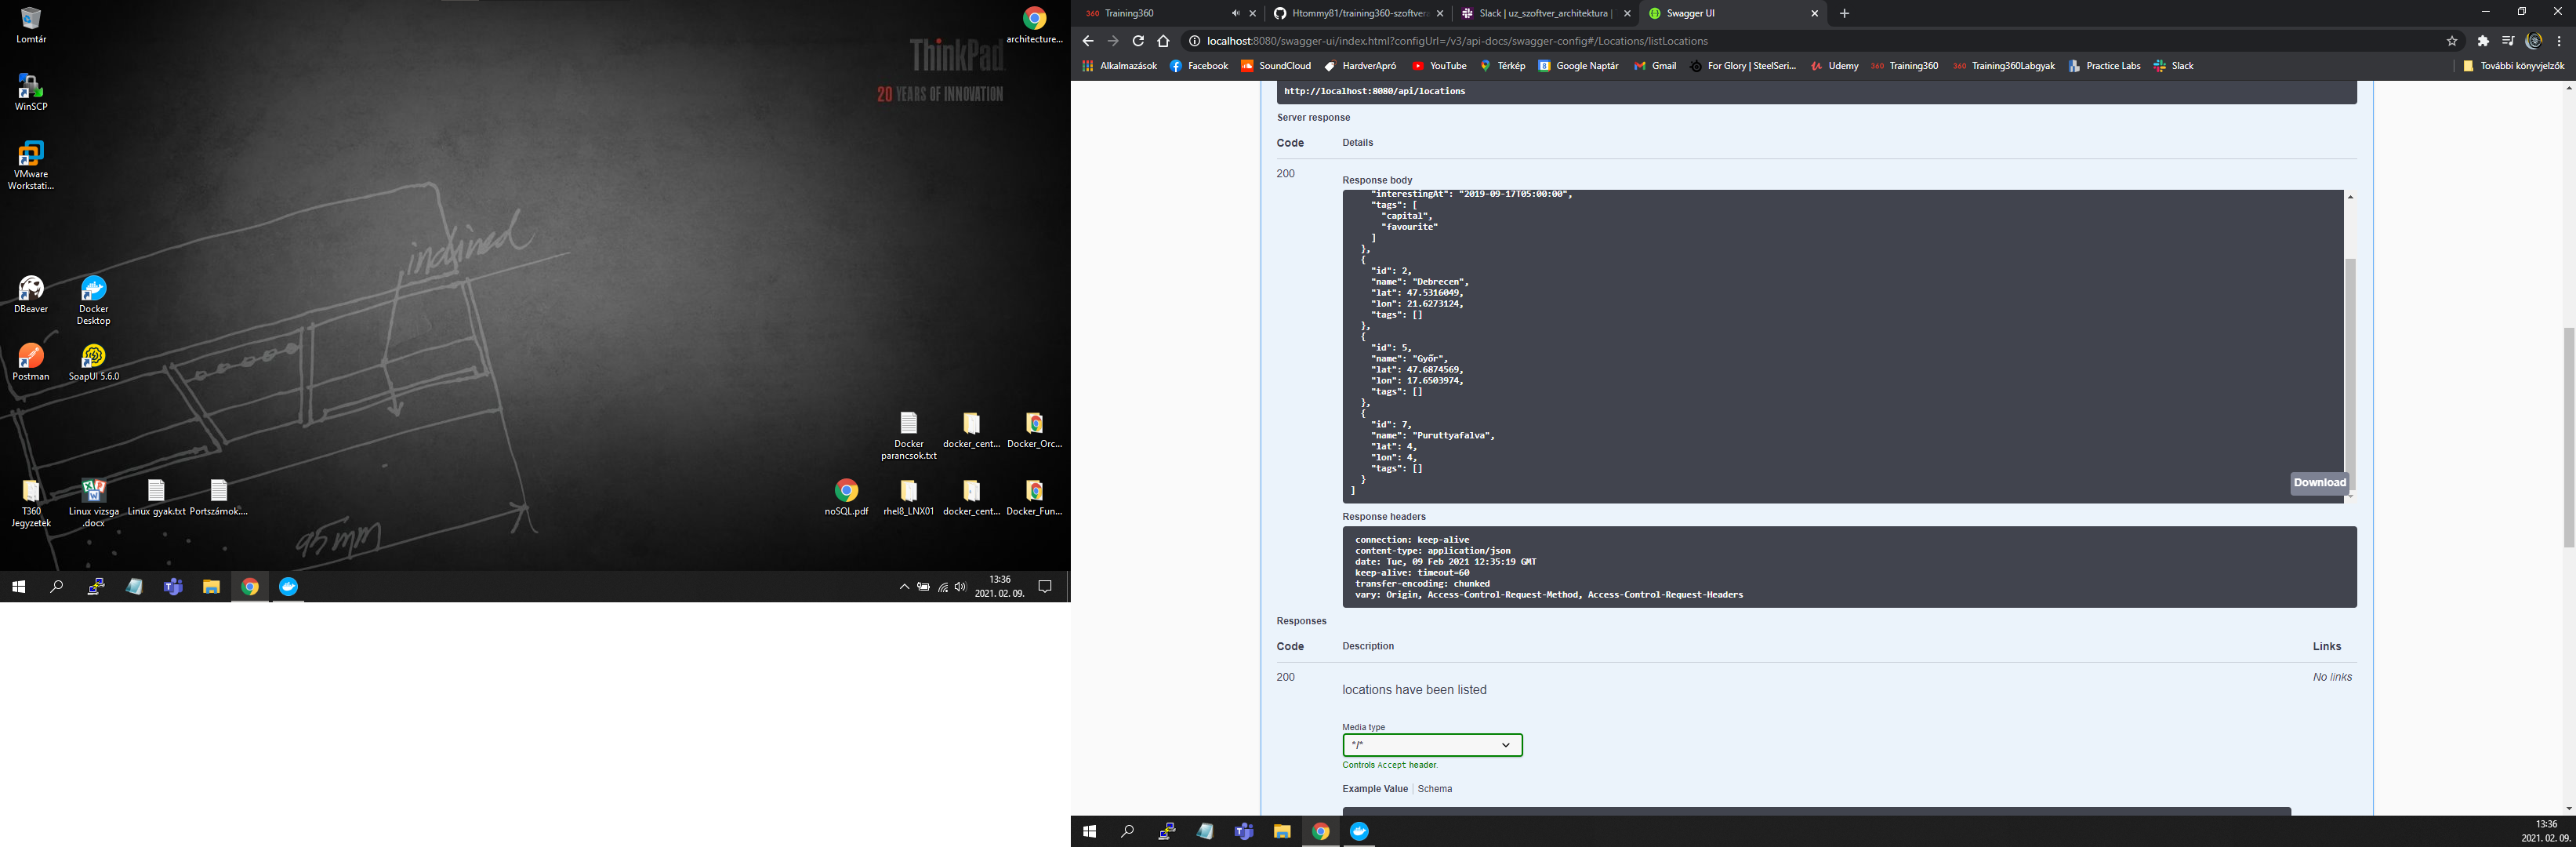 Lomtár
WinSCP
VMware
Workstati...
DBeaver
Docker
Desktop
Postman
SoapUI 5.6.0
T360
Jegyzetek
Linux vizsga
.docx
Linux gyak.txt
Portszámok....
architecture...
ThinkPad
20 YEARS OF INNOVATION
inclined
95 mm
Docker
parancsok.txt
docker_cent...
Docker_Orc...
noSQL.pdf
rhel8_LNX01
docker_cent...
Docker_Fun...
13:36
2021. 02. 09.
360 Training360
Htommy81/training360-szoftver
Slack | uz_szoftver_architektura |
Swagger UI
localhost:8080/swagger-ui/index.html?configUrl=/v3/api-docs/swagger-config#/Locations/listLocations
Alkalmazások
Facebook
SoundCloud
HardverApró
YouTube
Térkép
8 Google Naptár
Gmail
For Glory | SteelSeri...
Udemy
360 Training360
360 Training360Labgyak
Practice Labs
Slack
További könyvjelzők
http://localhost:8080/api/locations
Server response
Code Details
200
Response body
"interestingAt": "2019-09-17T05:00:00",
"tags": [
"capital",
"favourite"
]
},
{
"id": 2,
"name": "Debrecen",
"lat": 47.5316049,
"lon": 21.6273124,
"tags": []
},
{
"id": 5,
"name": "Győr",
"lat": 47.6874569,
"lon": 17.6503974,
"tags": []
},
{
"id": 7,
"name": "Puruttyafalva",
"lat": 4,
"lon": 4,
"tags": []
}
]
Download
Response headers
connection: keep-alive
content-type: application/json
date: Tue, 09 Feb 2021 12:35:19 GMT
keep-alive: timeout=60
transfer-encoding: chunked
vary: Origin, Access-Control-Request-Method, Access-Control-Request-Headers
Responses
Code Description Links
200
locations have been listed
No links
Media type
*/*
Controls Accept header.
Example Value | Schema
13:36
2021. 02. 09.